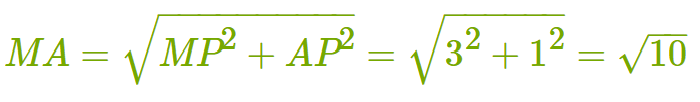 MA = √(MP² + AP²) = √(3² + 1²) = √10